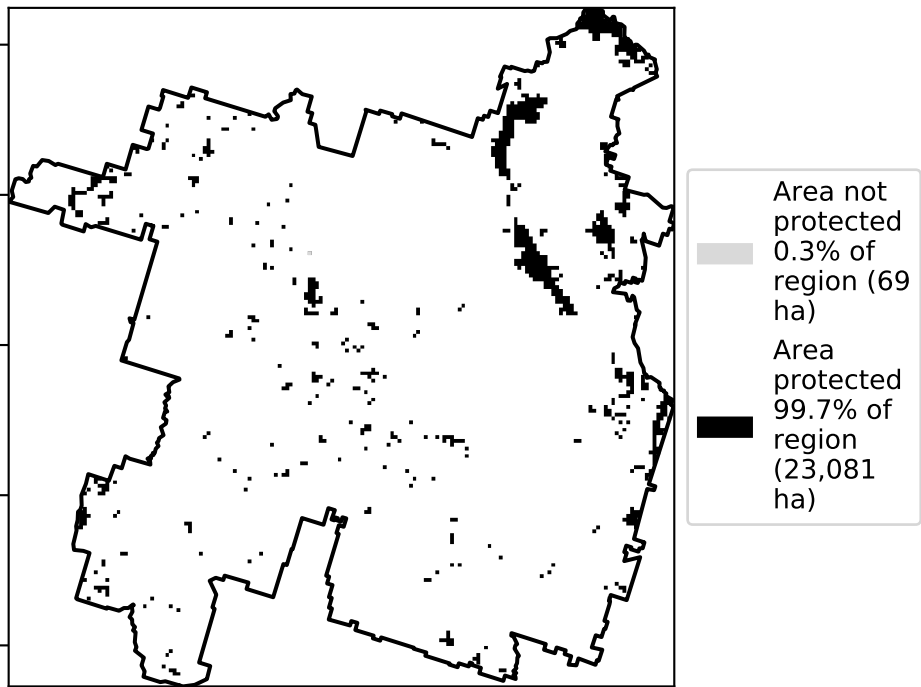 Area not
protected
0.3% of
region (69
ha)
Area
protected
99.7% of
region
(23,081
ha)